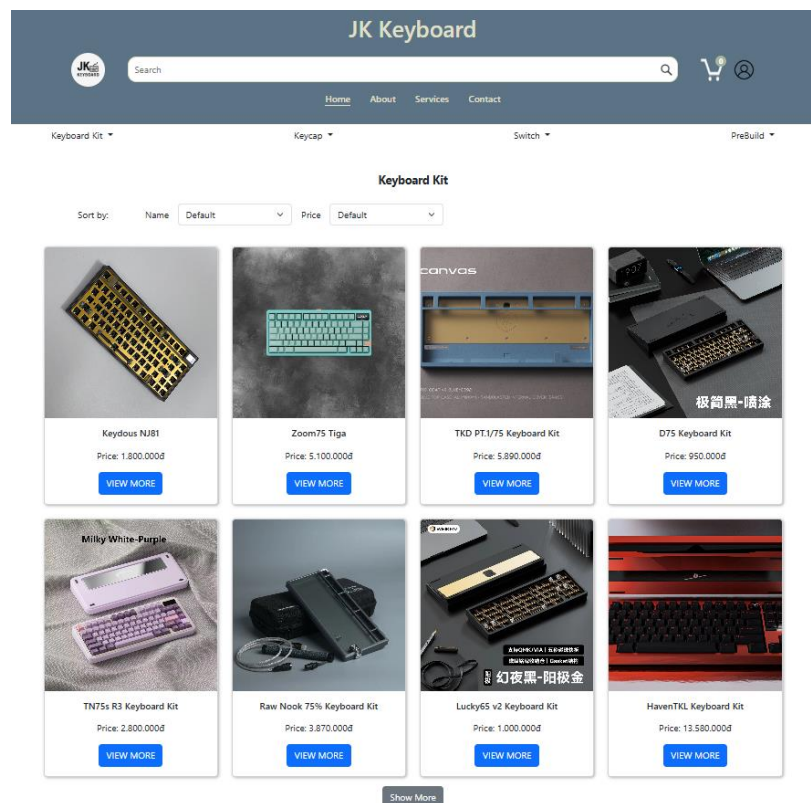 JK Keyboard
JK
KEYBOARD
Search
0
Home About Services Contact
Keyboard Kit Keycap Switch PreBuild
Keyboard Kit
Sort by: Name Default Price Default
canvas
极简黑-喷涂
Keydous NJ81
Price: 1.800.000đ
VIEW MORE
Zoom75 Tiga
Price: 5.100.000đ
VIEW MORE
TKD PT.1/75 Keyboard Kit
Price: 5.890.000đ
VIEW MORE
D75 Keyboard Kit
Price: 950.000đ
VIEW MORE
Milky White-Purple
幻夜黑-阳极金
TN75s R3 Keyboard Kit
Price: 2.800.000đ
VIEW MORE
Raw Nook 75% Keyboard Kit
Price: 3.870.000đ
VIEW MORE
Lucky65 v2 Keyboard Kit
Price: 1.000.000đ
VIEW MORE
HavenTKL Keyboard Kit
Price: 13.580.000đ
VIEW MORE
Show More